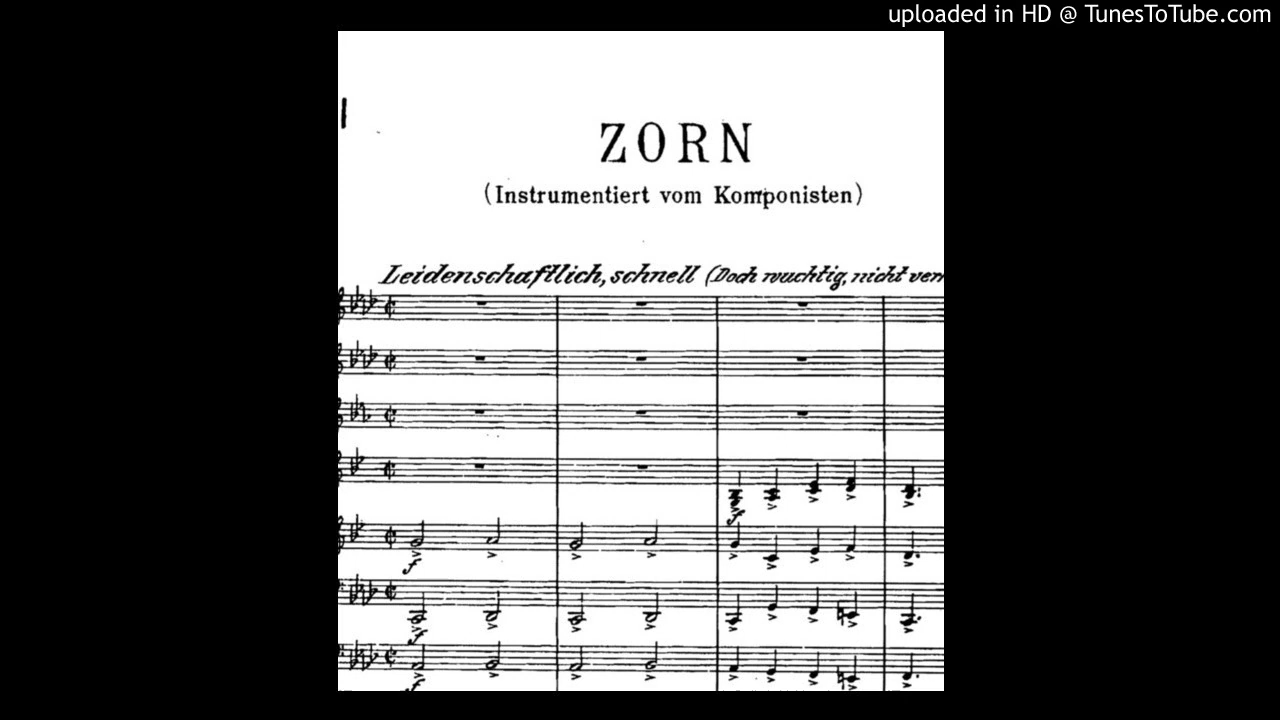 uploaded in HD @ TunesToTube.com
ZORN
(Instrumentiert vom Komponisten)
Leidenschaftlich, schnell (Doch wuchtig, nicht
f
f
f
f